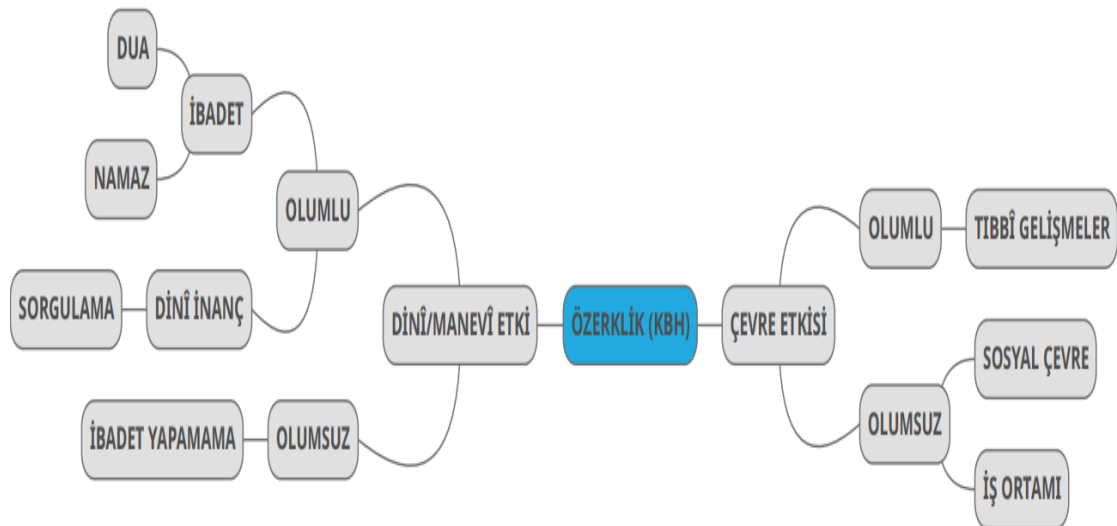 DUA
İBADET
NAMAZ
OLUMLU
SORGULAMA
DİNÎ İNANÇ
DİNÎ/MANEVÎ ETKİ
İBADET YAPAMAMA
OLUMSUZ
ÖZERKLİK (KBH)
ÇEVRE ETKİSİ
OLUMLU
TIBBÎ GELİŞMELER
OLUMSUZ
SOSYAL ÇEVRE
İŞ ORTAMI